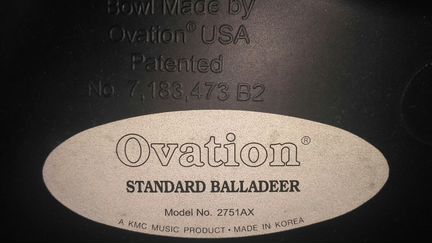 Bowl Made by
Ovation® USA
Patented
No. 7,183,473 B2
Ovation®
STANDARD BALLADEER
Model No. 2751AX
A KMC MUSIC PRODUCT • MADE IN KOREA